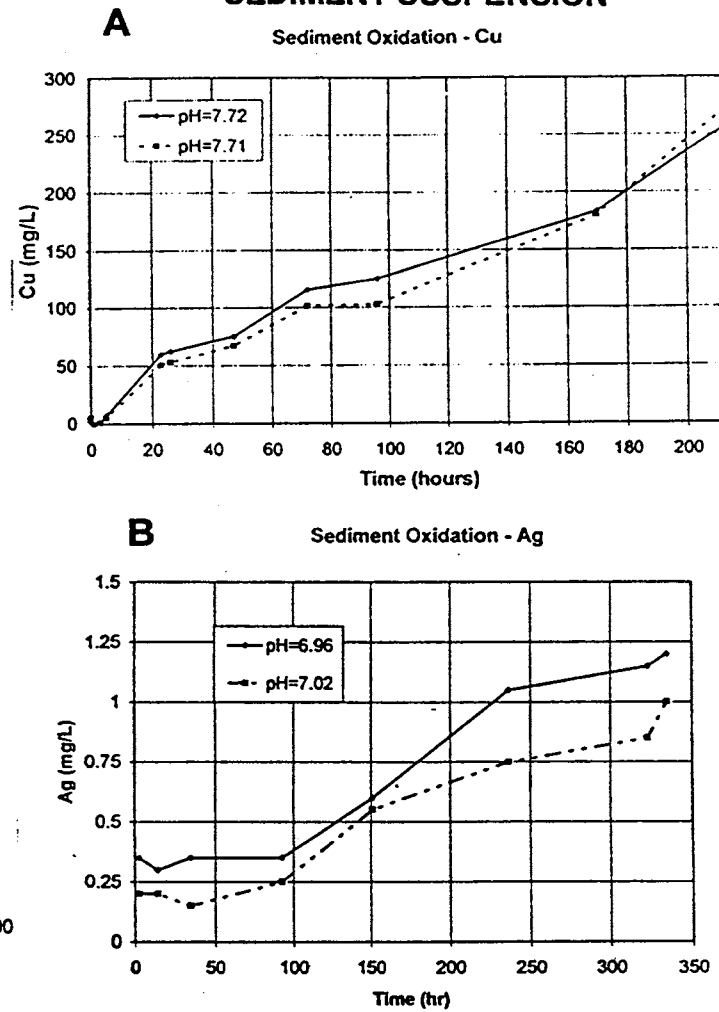 SEDIMENT SUSPENSION
A
Sediment Oxidation - Cu
300
250
200
150
100
50
0
pH=7.72
pH=7.71
Cu (mg/L)
0 20 40 60 80 100 120 140 160 180 200
Time (hours)
B
Sediment Oxidation - Ag
1.5
1.25
1
0.75
0.5
0.25
0
pH=6.96
pH=7.02
Ag (mg/L)
0 50 100 150 200 250 300 350
Time (hr)